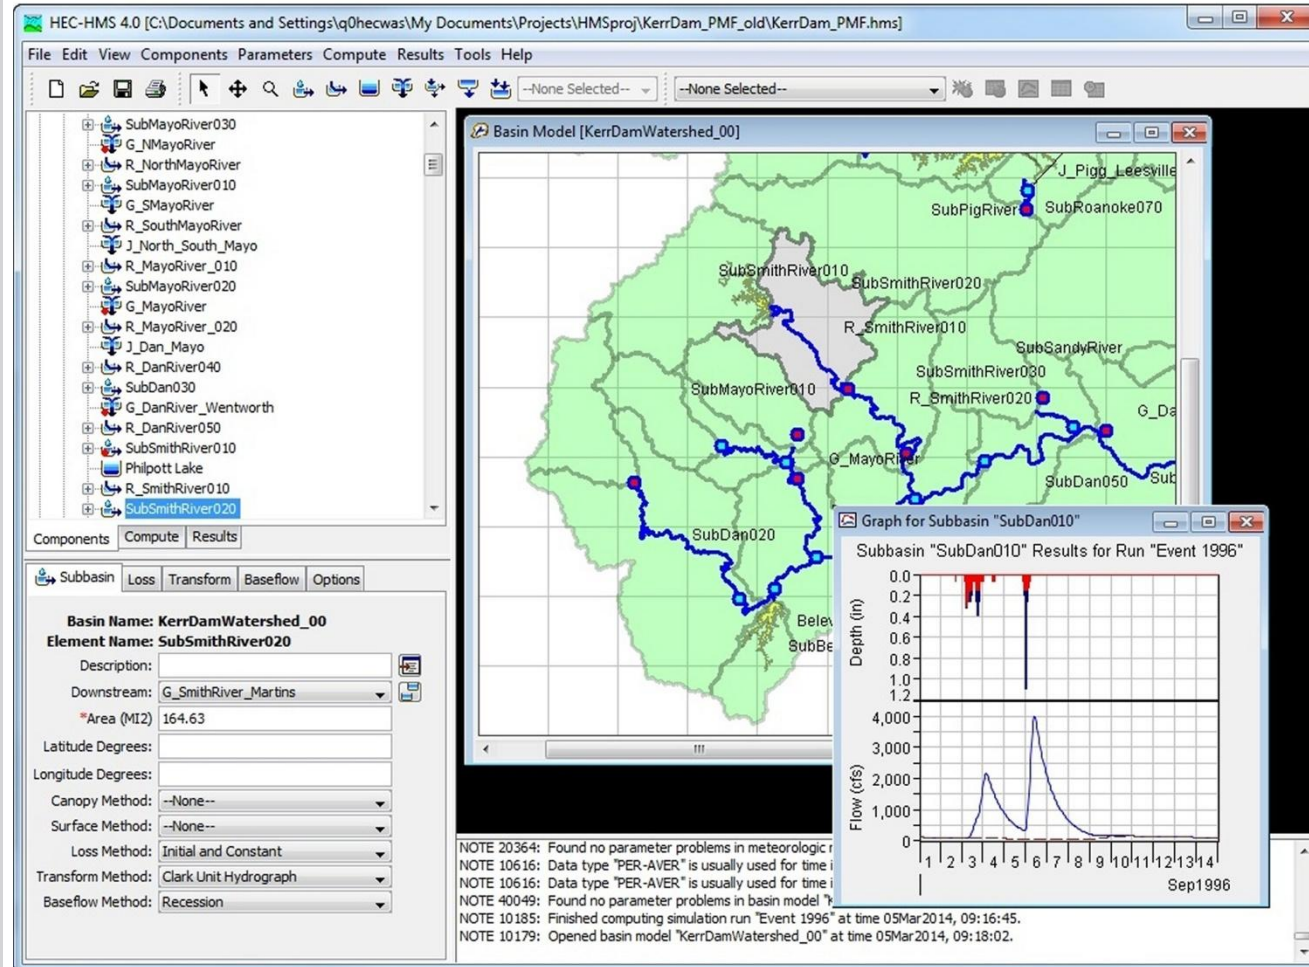 HEC-HMS 4.0 [C:\Documents and Settings\q0hecwas\My Documents\Projects\HMSproj\KerrDam_PMF_old\KerrDam_PMF.hms]
File Edit View Components Parameters Compute Results Tools Help
--None Selected-- --None Selected--
SubMayoRiver030
G_NMayoRiver
R_NorthMayoRiver
SubMayoRiver010
G_SMayoRiver
R_SouthMayoRiver
J_North_South_Mayo
R_MayoRiver_010
SubMayoRiver020
G_MayoRiver
R_MayoRiver_020
J_Dan_Mayo
R_DanRiver040
SubDan030
G_DanRiver_Wentworth
R_DanRiver050
SubSmithRiver010
Philpott Lake
R_SmithRiver010
SubSmithRiver020
Components Compute Results
Subbasin Loss Transform Baseflow Options
Basin Name: KerrDamWatershed_00
Element Name: SubSmithRiver020
Description:
Downstream: G_SmithRiver_Martins
*Area (MI2) 164.63
Latitude Degrees:
Longitude Degrees:
Canopy Method: --None--
Surface Method: --None--
Loss Method: Initial and Constant
Transform Method: Clark Unit Hydrograph
Baseflow Method: Recession
Basin Model [KerrDamWatershed_00]
J_Pigg_Leesville
SubPigRiver SubRoanoke070
SubSmithRiver010
SubSmithRiver020
R_SmithRiver010
SubSandyRiver
SubSmithRiver030
SubMayoRiver010
R_SmithRiver020
G_Da
G_MayoRiver
SubDan050 Sub
SubDan020
Belev
SubBe
Graph for Subbasin "SubDan010"
Subbasin "SubDan010" Results for Run "Event 1996"
Depth (in)
0.0
0.2
0.4
0.6
0.8
1.0
1.2
Flow (cfs)
4,000
3,000
2,000
1,000
0
1 2 3 4 5 6 7 8 9 10 11 12 13 14
Sep1996
NOTE 20364: Found no parameter problems in meteorologic
NOTE 10616: Data type "PER-AVER" is usually used for time i
NOTE 10616: Data type "PER-AVER" is usually used for time i
NOTE 40049: Found no parameter problems in basin model
NOTE 10185: Finished computing simulation run "Event 1996" at time 05Mar2014, 09:16:45.
NOTE 10179: Opened basin model "KerrDamWatershed_00" at time 05Mar2014, 09:18:02.